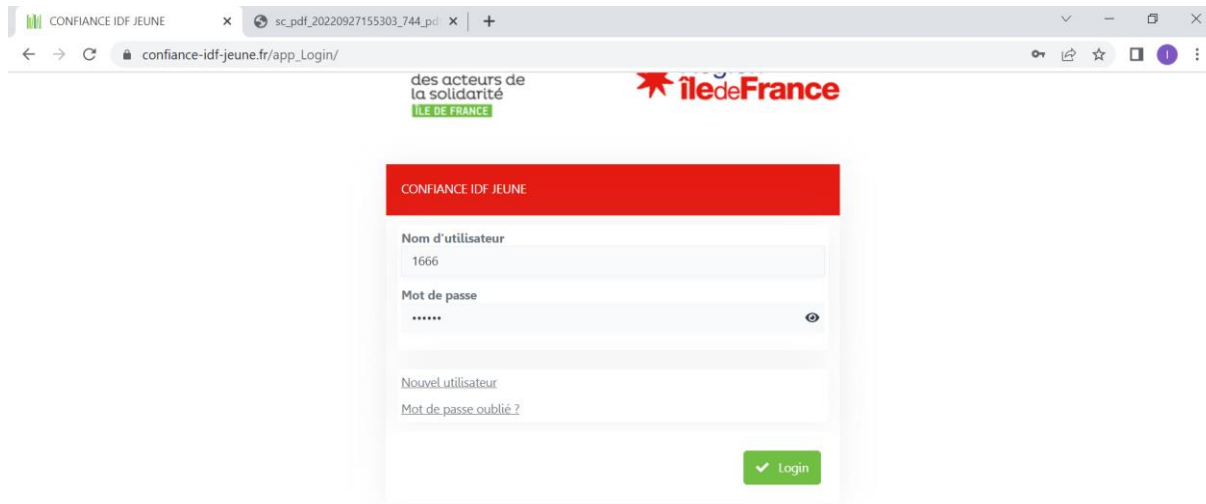 CONFIANCE IDF JEUNE
sc_pdf_20220927155303_744_pd
confiance-idf-jeune.fr/app_Login/
I
des acteurs de
la solidarité
ÎLE DE FRANCE
îledeFrance
CONFIANCE IDF JEUNE
Nom d'utilisateur
1666
Mot de passe
••••••
Nouvel utilisateur
Mot de passe oublié ?
Login